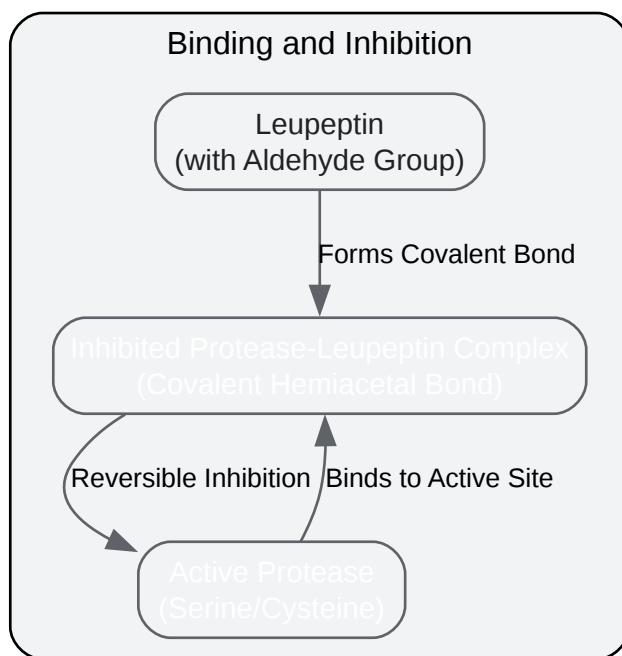 Binding and Inhibition
Leupeptin
(with Aldehyde Group)
Forms Covalent Bond
Inhibited Protease-Leupeptin Complex
(Covalent Hemiacetal Bond)
Reversible Inhibition
Binds to Active Site
Active Protease
(Serine/Cysteine)